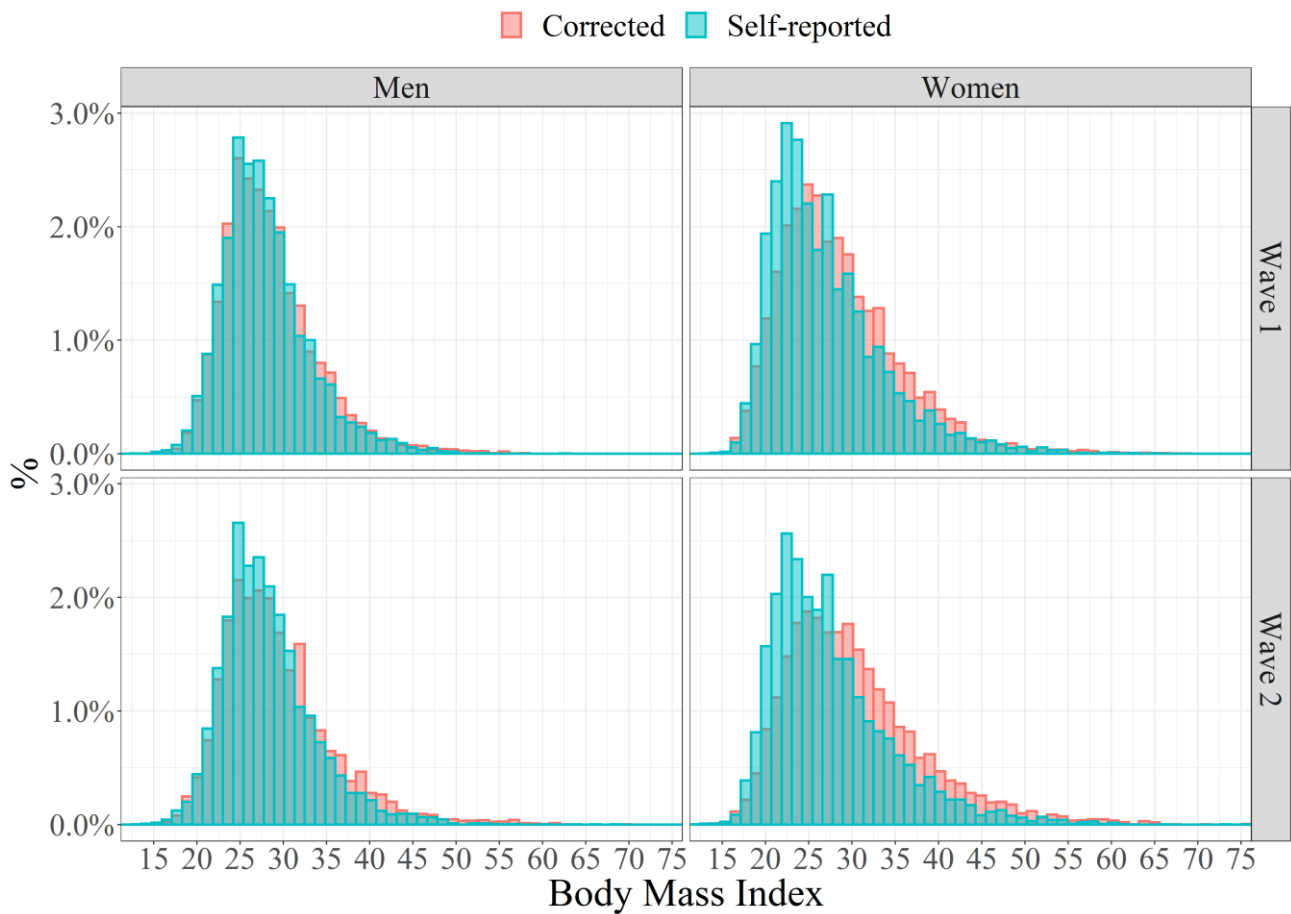 Corrected Self-reported
Men Women
3.0%
2.0%
1.0%
0.0%
Wave 1
%
3.0%
2.0%
1.0%
0.0%
Wave 2
15 20 25 30 35 40 45 50 55 60 65 70 75 15 20 25 30 35 40 45 50 55 60 65 70 75
Body Mass Index